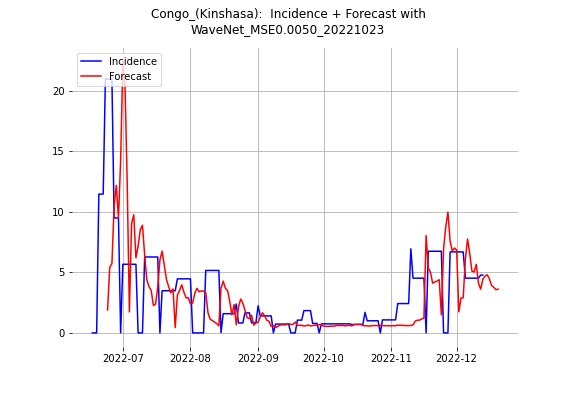 Congo_(Kinshasa):  Incidence + Forecast with
WaveNet_MSE0.0050_20221023
Incidence
Forecast
20
15
10
5
0
2022-07
2022-08
2022-09
2022-10
2022-11
2022-12